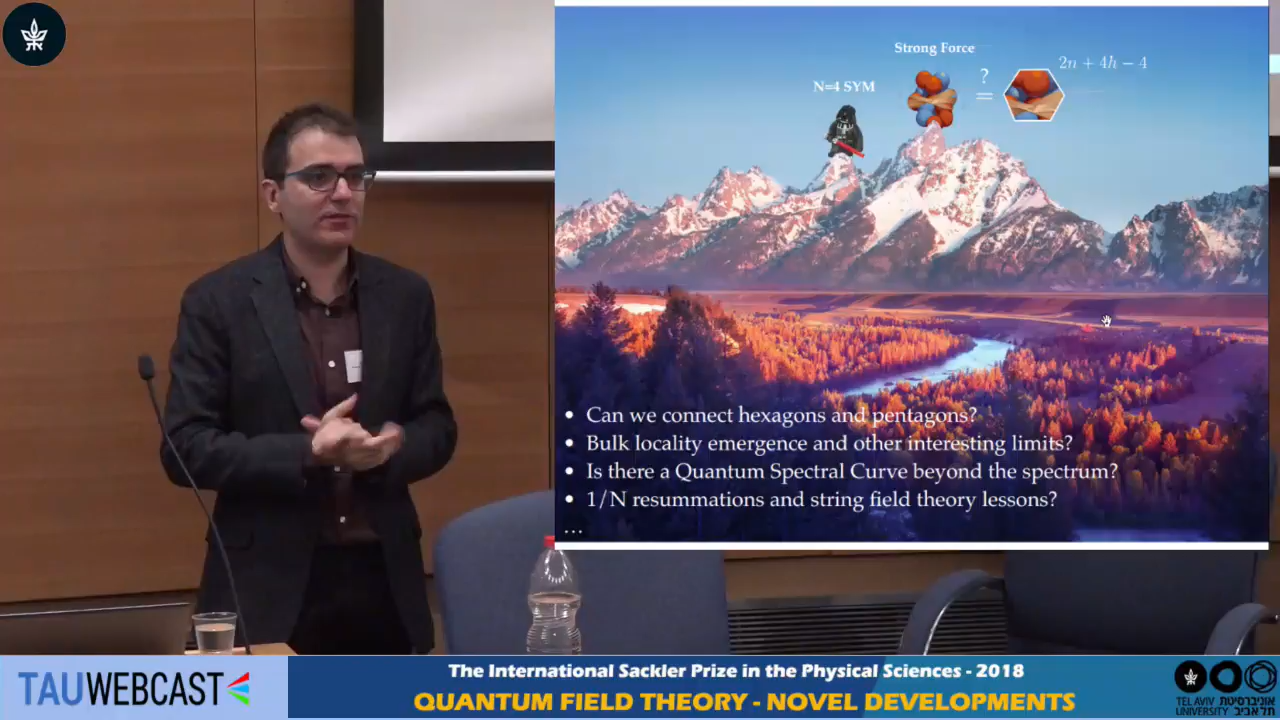 Strong Force
N=4 SYM
?
=
2n + 4h − 4
• Can we connect hexagons and pentagons?
• Bulk locality emergence and other interesting limits?
• Is there a Quantum Spectral Curve beyond the spectrum?
• 1/N resummations and string field theory lessons?
...
The International Sackler Prize in the Physical Sciences - 2018
TAUWEBCAST
QUANTUM FIELD THEORY - NOVEL DEVELOPMENTS
TEL AVIV אוניברסיטת
UNIVERSITY תל אביב